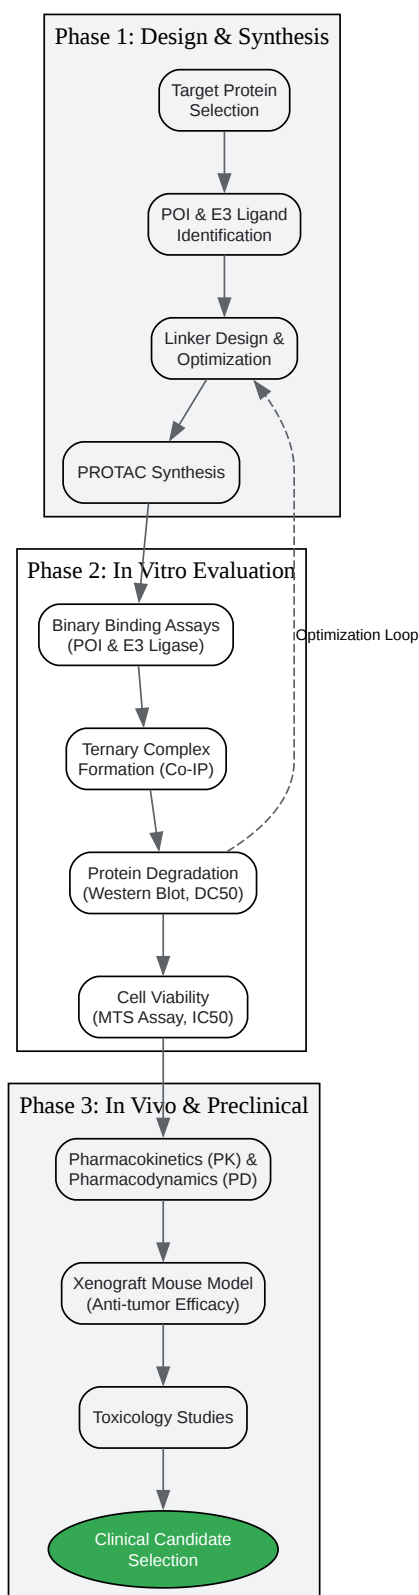 Phase 1: Design & Synthesis
Target Protein
Selection
POI & E3 Ligand
Identification
Linker Design &
Optimization
PROTAC Synthesis
Phase 2: In Vitro Evaluation
Binary Binding Assays
(POI & E3 Ligase)
Optimization Loop
Ternary Complex
Formation (Co-IP)
Protein Degradation
(Western Blot, DC50)
Cell Viability
(MTS Assay, IC50)
Phase 3: In Vivo & Preclinical
Pharmacokinetics (PK) &
Pharmacodynamics (PD)
Xenograft Mouse Model
(Anti-tumor Efficacy)
Toxicology Studies
Clinical Candidate
Selection